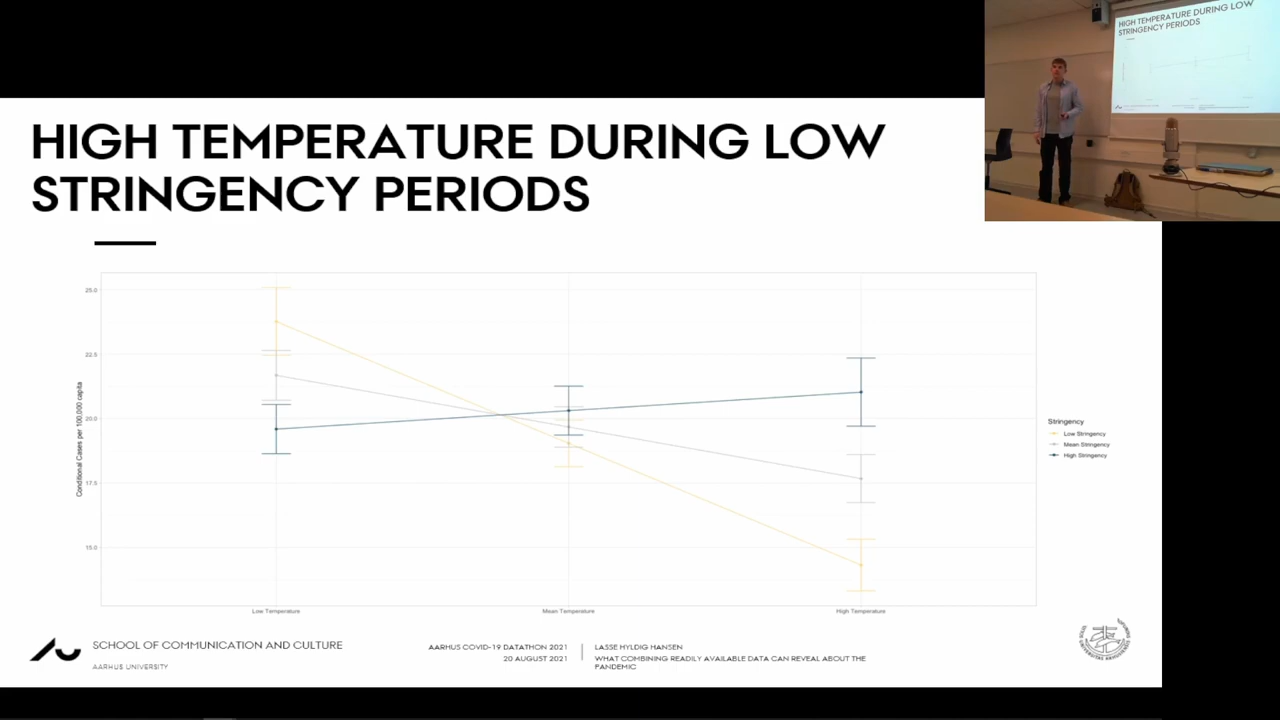 HIGH TEMPERATURE DURING LOW
STRINGENCY PERIODS
HIGH TEMPERATURE DURING LOW
STRINGENCY PERIODS
25.0
22.5
20.0
17.5
15.0
Conditional Cases per 100,000 capita
Low Temperature
Mean Temperature
High Temperature
Stringency
Low Stringency
Mean Stringency
High Stringency
SCHOOL OF COMMUNICATION AND CULTURE
AARHUS UNIVERSITY
AARHUS COVID-19 DATATHON 2021
20 AUGUST 2021
LASSE HYLDIG HANSEN
WHAT COMBINING READILY AVAILABLE DATA CAN REVEAL ABOUT THE
PANDEMIC